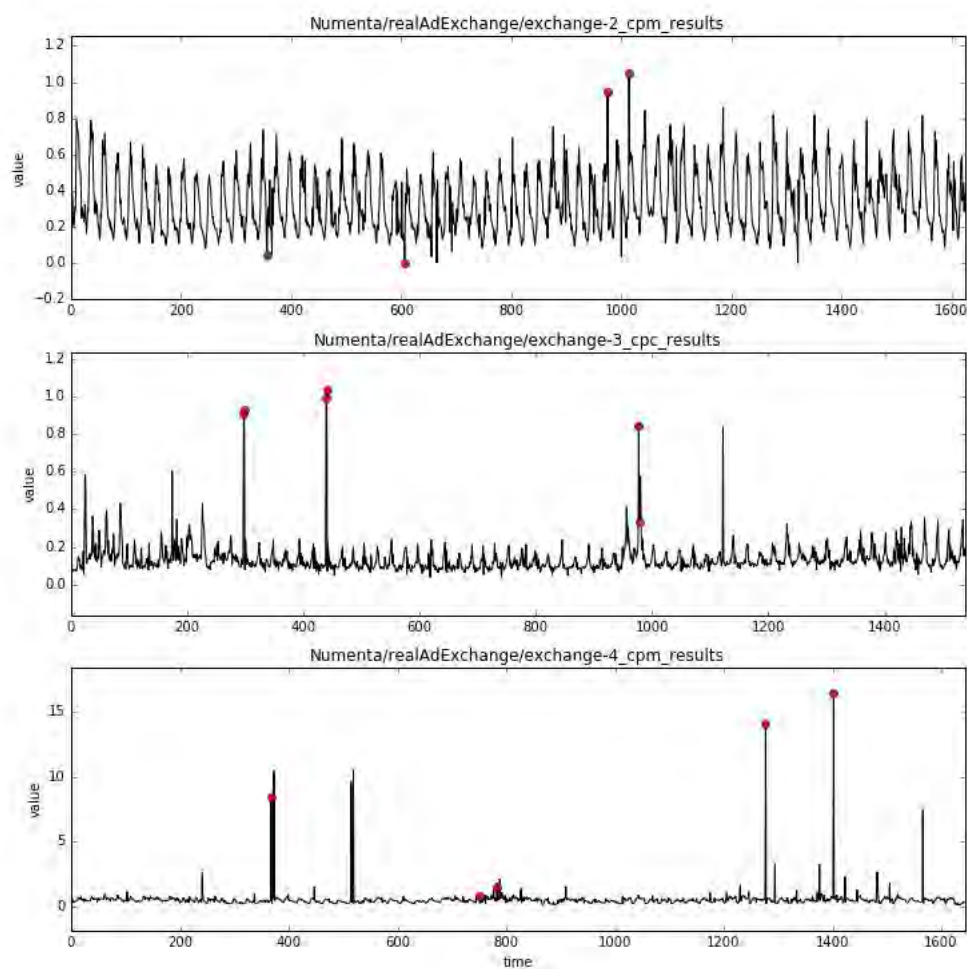 Numenta/realAdExchange/exchange-2_cpm_results
1.2
1.0
0.8
0.6
0.4
0.2
0.0
−0.2
value
0 200 400 600 800 1000 1200 1400 1600
Numenta/realAdExchange/exchange-3_cpc_results
1.2
1.0
0.8
0.6
0.4
0.2
0.0
value
0 200 400 600 800 1000 1200 1400
Numenta/realAdExchange/exchange-4_cpm_results
15
10
5
0
value
0 200 400 600 800 1000 1200 1400 1600
time